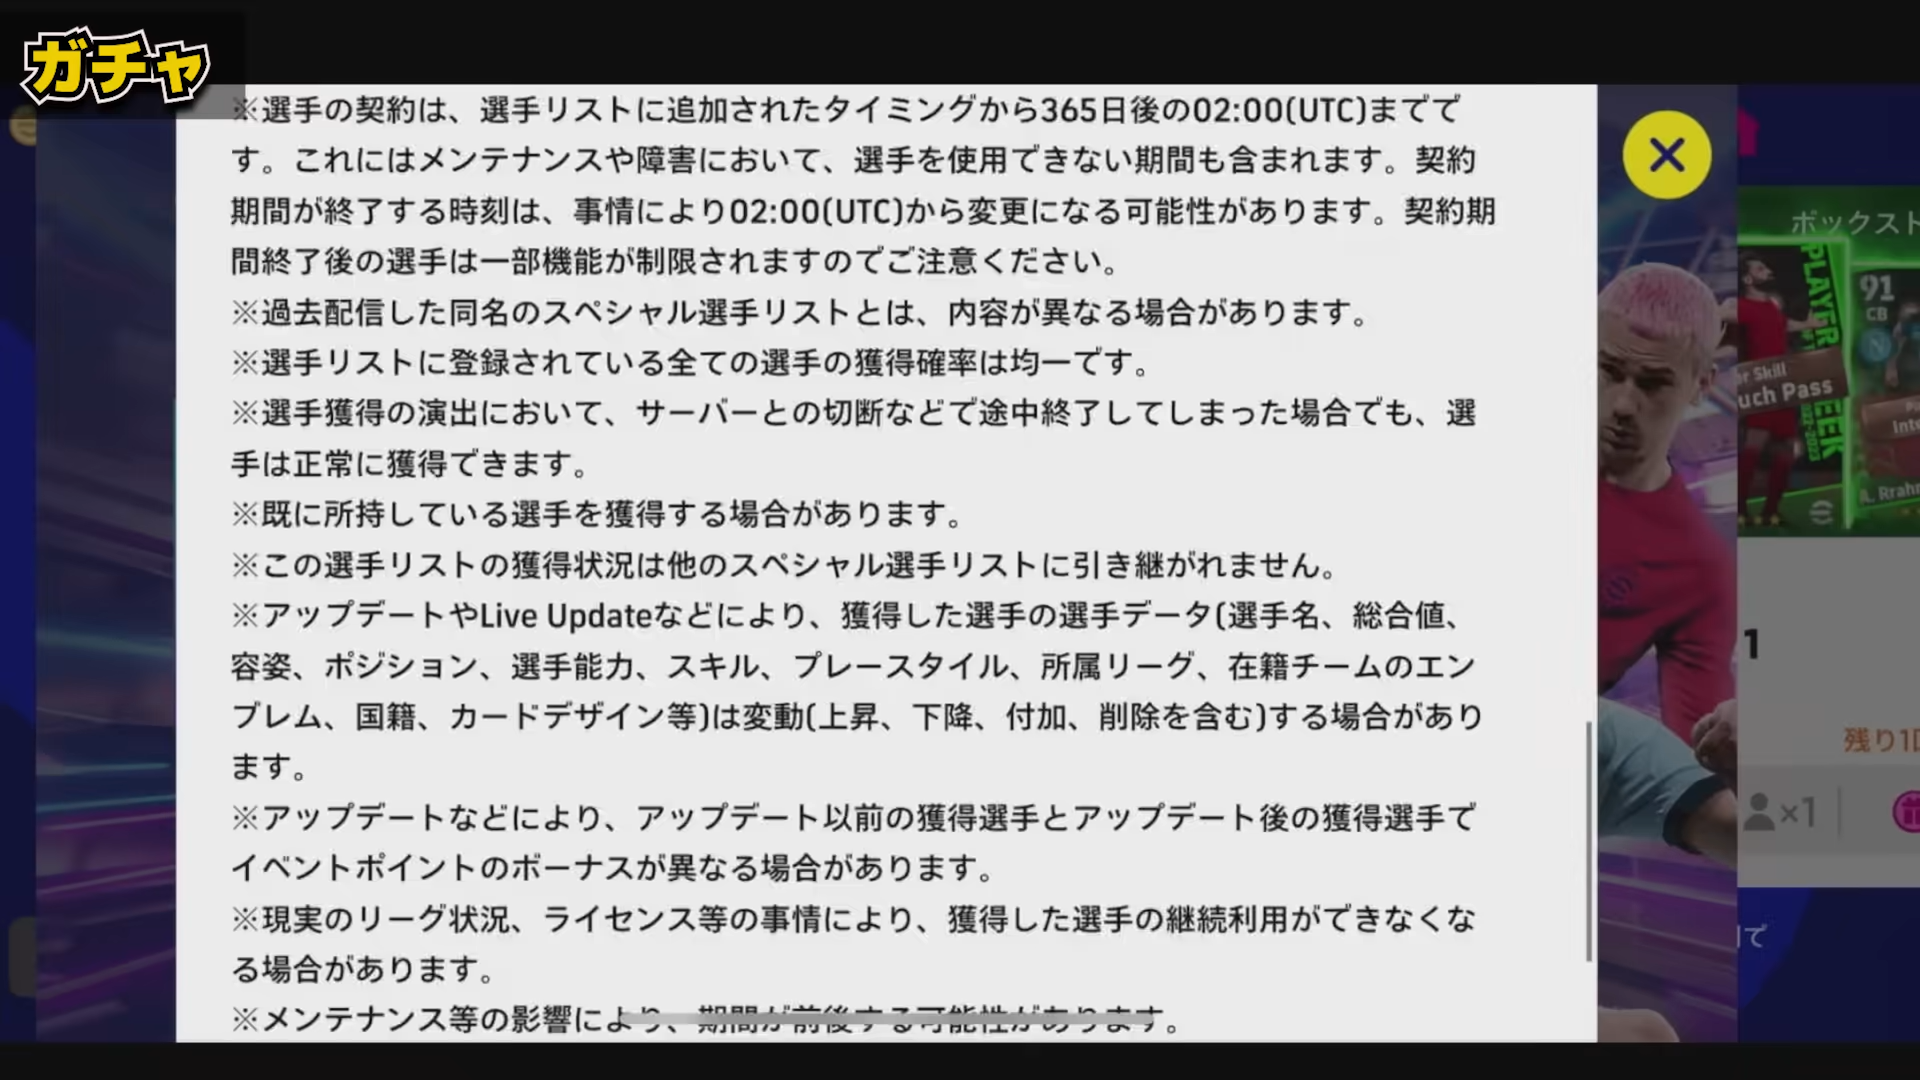 ガチャ
※選手の契約は、選手リストに追加されたタイミングから365日後の02:00(UTC)までで
す。これにはメンテナンスや障害において、選手を使用できない期間も含まれます。契約
期間が終了する時刻は、事情により02:00(UTC)から変更になる可能性があります。契約期
間終了後の選手は一部機能が制限されますのでご注意ください。
※過去配信した同名のスペシャル選手リストとは、内容が異なる場合があります。
※選手リストに登録されている全ての選手の獲得確率は均一です。
※選手獲得の演出において、サーバーとの切断などで途中終了してしまった場合でも、選
手は正常に獲得できます。
※既に所持している選手を獲得する場合があります。
※この選手リストの獲得状況は他のスペシャル選手リストに引き継がれません。
※アップデートやLive Updateなどにより、獲得した選手の選手データ(選手名、総合値、
容姿、ポジション、選手能力、スキル、プレースタイル、所属リーグ、在籍チームのエン
ブレム、国籍、カードデザイン等)は変動(上昇、下降、付加、削除を含む)する場合があり
ます。
※アップデートなどにより、アップデート以前の獲得選手とアップデート後の獲得選手で
イベントポイントのボーナスが異なる場合があります。
※現実のリーグ状況、ライセンス等の事情により、獲得した選手の継続利用ができなくな
る場合があります。
※メンテナンス等の影響により、期間が前後する可能性があります。
ボックスト
PLAYER
91
CB
Skill
uch Pass
EEK
2022-2023
Inte
A. Rrahm
1
残り1回
×1
で